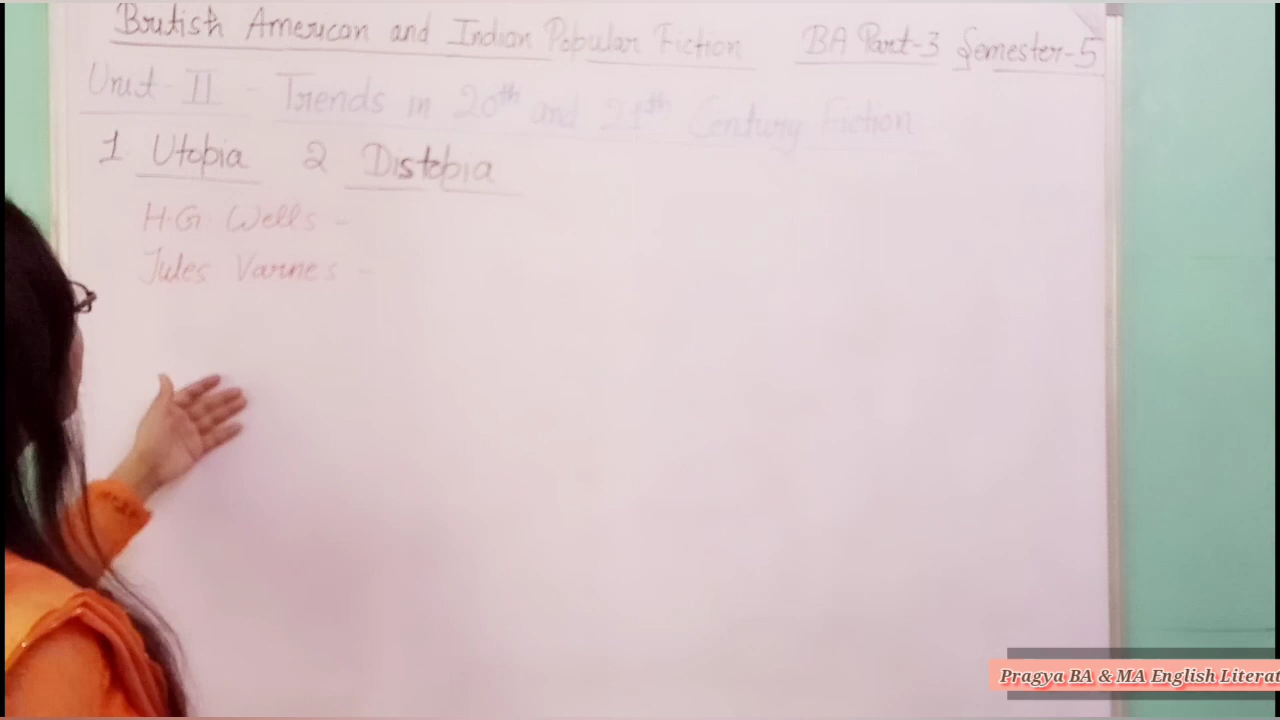 British American and Indian Popular Fiction BA Part-3 Semester-5
Unit-II - Trends in 20th and 21th Century Fiction
1 Utopia 2 Distopia
H.G. Wells -
Jules Varnes -
Pragya BA & MA English Literat